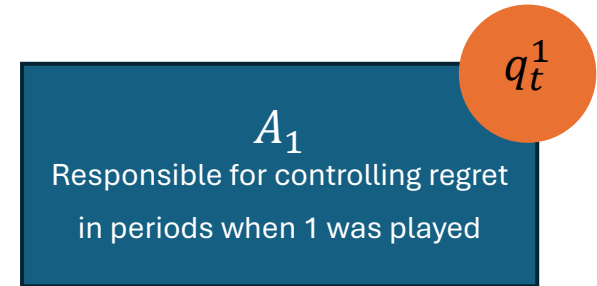 q_t^1
A_1
Responsible for controlling regret
in periods when 1 was played